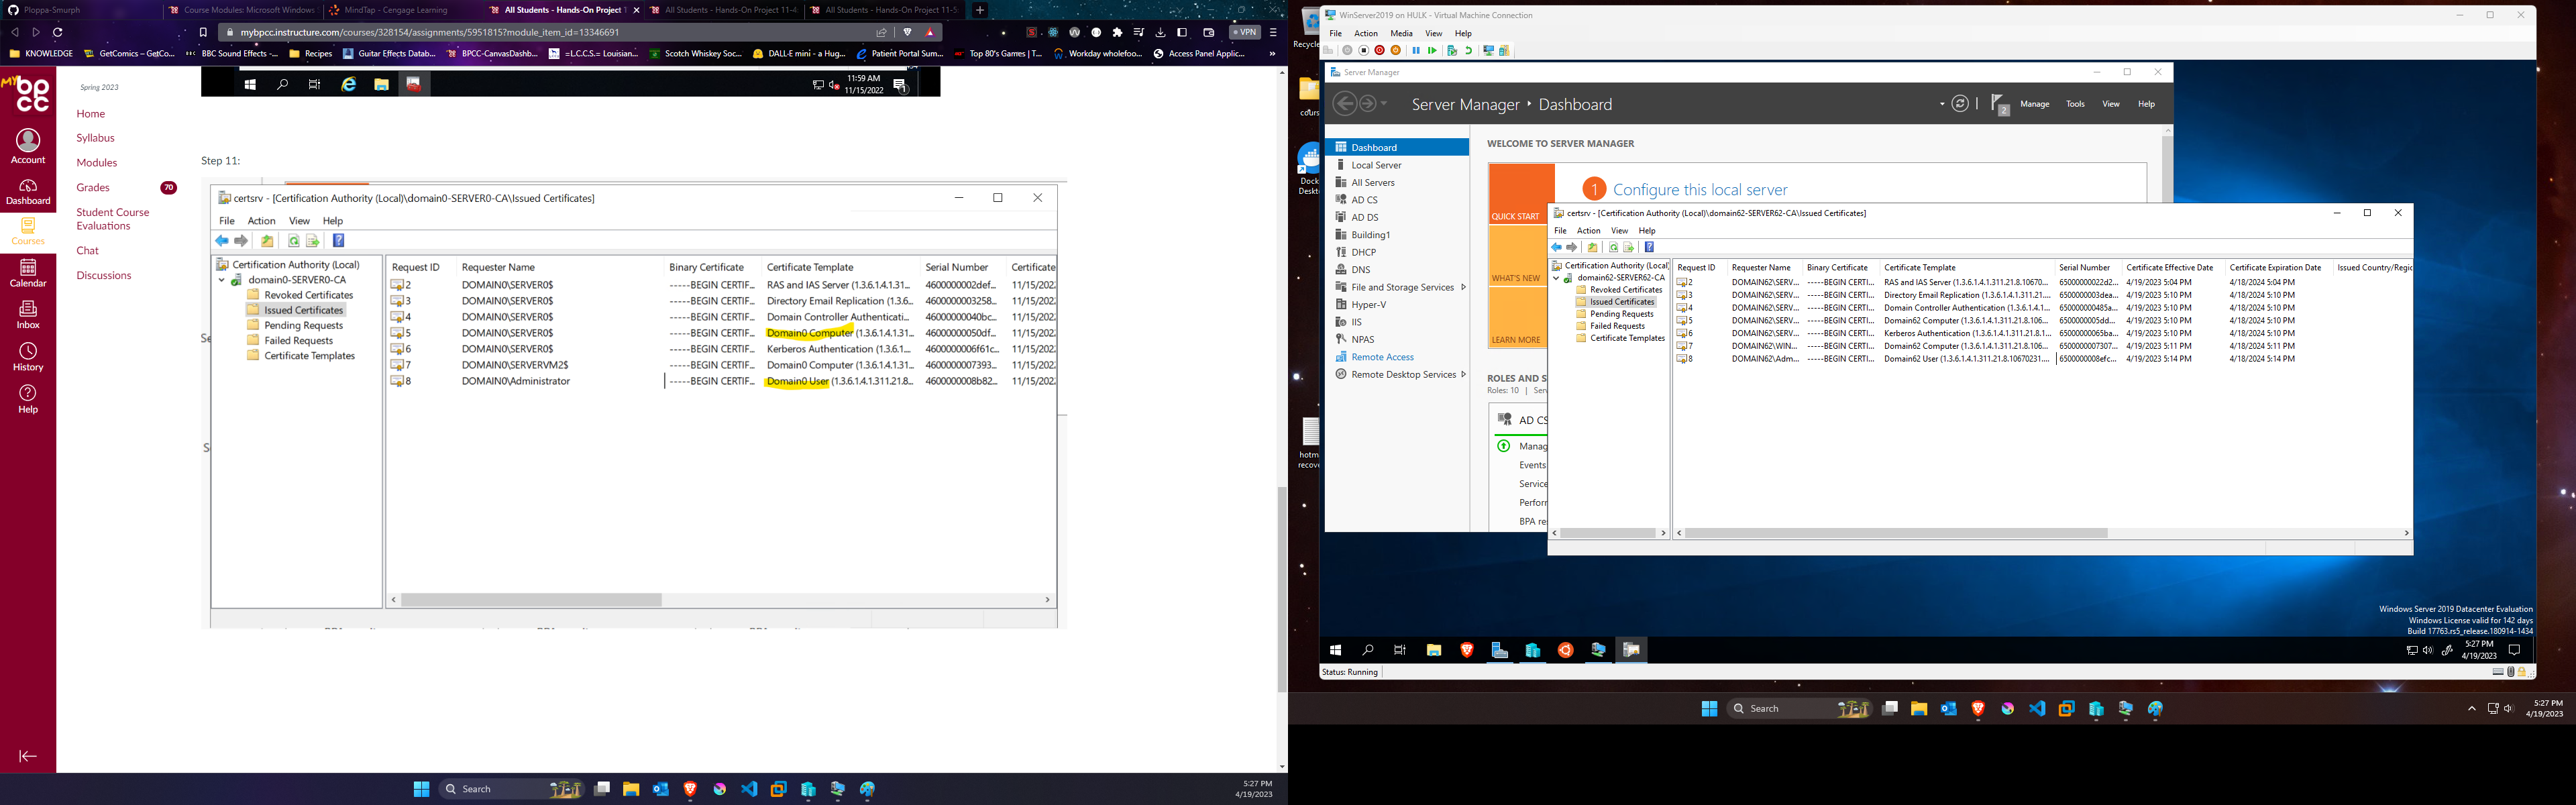 Ploppa-Smurph
Course Modules: Microsoft Windows
MindTap - Cengage Learning
All Students - Hands-On Project 1
All Students - Hands-On Project 11-4
All Students - Hands-On Project 11-5
mybpcc.instructure.com/courses/328154/assignments/5951815?module_item_id=13346691
VPN
KNOWLEDGE
GetComics – GetCo...
BBC Sound Effects -...
Recipes
Guitar Effects Datab...
BPCC-CanvasDashb...
=L.C.C.S.= Louisian...
Scotch Whiskey Soc...
DALL-E mini - a Hug...
Patient Portal Sum...
Top 80's Games | T...
Workday wholefoo...
Access Panel Applic...
MY bpcc
Account
Dashboard
Courses
Calendar
Inbox
History
Help
Spring 2023
Home
Syllabus
Modules
Grades 70
Student Course Evaluations
Chat
Discussions
11:59 AM
11/15/2022
Step 11:
certsrv - [Certification Authority (Local)\domain0-SERVER0-CA\Issued Certificates]
File Action View Help
Certification Authority (Local)
domain0-SERVER0-CA
Revoked Certificates
Issued Certificates
Pending Requests
Failed Requests
Certificate Templates
Request ID Requester Name Binary Certificate Certificate Template Serial Number Certificate
2 DOMAIN0\SERVER0$ -----BEGIN CERTIF... RAS and IAS Server (1.3.6.1.4.1.31... 4600000002def... 11/15/202
3 DOMAIN0\SERVER0$ -----BEGIN CERTIF... Directory Email Replication (1.3.6... 4600000003258... 11/15/202
4 DOMAIN0\SERVER0$ -----BEGIN CERTIF... Domain Controller Authenticati... 4600000040bc... 11/15/202
5 DOMAIN0\SERVER0$ -----BEGIN CERTIF... Domain0 Computer (1.3.6.1.4.1.31... 4600000050df... 11/15/202
6 DOMAIN0\SERVER0$ -----BEGIN CERTIF... Kerberos Authentication (1.3.6.1... 4600000006f61c... 11/15/202
7 DOMAIN0\SERVERVM2$ -----BEGIN CERTIF... Domain0 Computer (1.3.6.1.4.1.31... 4600000007393... 11/15/202
8 DOMAIN0\Administrator -----BEGIN CERTIF... Domain0 User (1.3.6.1.4.1.311.21.8... 4600000008b82... 11/15/202
Search
5:27 PM
4/19/2023
WinServer2019 on HULK - Virtual Machine Connection
File Action Media View Help
Server Manager
Server Manager • Dashboard
2
Manage Tools View Help
Dashboard
Local Server
All Servers
AD CS
AD DS
Building1
DHCP
DNS
File and Storage Services
Hyper-V
IIS
NPAS
Remote Access
Remote Desktop Services
WELCOME TO SERVER MANAGER
1 Configure this local server
QUICK START
WHAT'S NEW
LEARN MORE
ROLES AND S
Roles: 10 | Serv
AD CS
Manag
Events
Service
Perforr
BPA re
certsrv - [Certification Authority (Local)\domain62-SERVER62-CA\Issued Certificates]
File Action View Help
Certification Authority (Local
domain62-SERVER62-CA
Revoked Certificates
Issued Certificates
Pending Requests
Failed Requests
Certificate Templates
Request ID Requester Name Binary Certificate Certificate Template Serial Number Certificate Effective Date Certificate Expiration Date Issued Country/Regio
2 DOMAIN62\SERV... -----BEGIN CERTI... RAS and IAS Server (1.3.6.1.4.1.311.21.8.10670... 65000000022d2... 4/19/2023 5:04 PM 4/18/2024 5:04 PM
3 DOMAIN62\SERV... -----BEGIN CERTI... Directory Email Replication (1.3.6.1.4.1.311.21... 6500000003dea... 4/19/2023 5:10 PM 4/18/2024 5:10 PM
4 DOMAIN62\SERV... -----BEGIN CERTI... Domain Controller Authentication (1.3.6.1.4.1... 650000000485a... 4/19/2023 5:10 PM 4/18/2024 5:10 PM
5 DOMAIN62\SERV... -----BEGIN CERTI... Domain62 Computer (1.3.6.1.4.1.311.21.8.106... 6500000005dd... 4/19/2023 5:10 PM 4/18/2024 5:10 PM
6 DOMAIN62\SERV... -----BEGIN CERTI... Kerberos Authentication (1.3.6.1.4.1.311.21.8.1... 650000000065ba... 4/19/2023 5:10 PM 4/18/2024 5:10 PM
7 DOMAIN62\WIN... -----BEGIN CERTI... Domain62 Computer (1.3.6.1.4.1.311.21.8.106... 6500000007307... 4/19/2023 5:11 PM 4/18/2024 5:11 PM
8 DOMAIN62\Adm... -----BEGIN CERTI... Domain62 User (1.3.6.1.4.1.311.21.8.10670231.... 6500000008efc... 4/19/2023 5:14 PM 4/18/2024 5:14 PM
Windows Server 2019 Datacenter Evaluation
Windows License valid for 142 days
Build 17763.rs5_release.180914-1434
5:27 PM
4/19/2023
Status: Running
Search
5:27 PM
4/19/2023